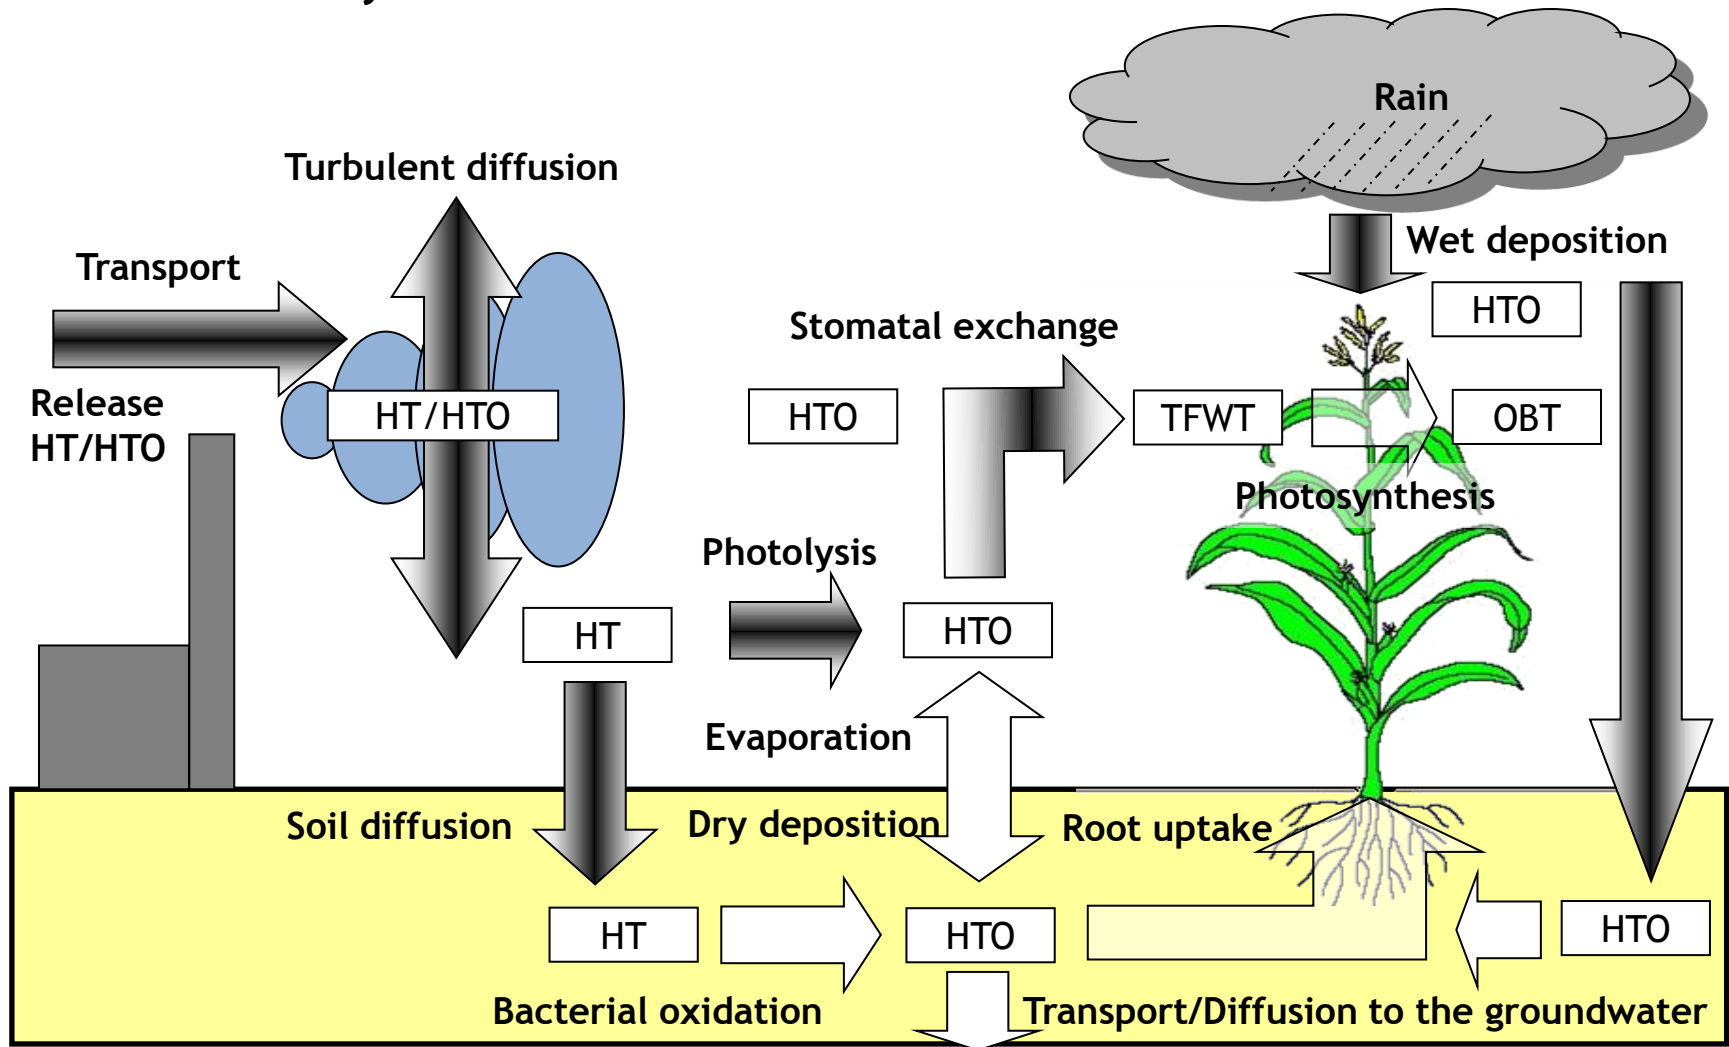 Rain
Turbulent diffusion
Wet deposition
Transport
HTO
Stomatal exchange
Release
HT/HTO
HT/HTO
HTO
TFWT
OBT
Photosynthesis
Photolysis
HT
HTO
Evaporation
Soil diffusion
Dry deposition
Root uptake
HT
HTO
HTO
Bacterial oxidation
Transport/Diffusion to the groundwater